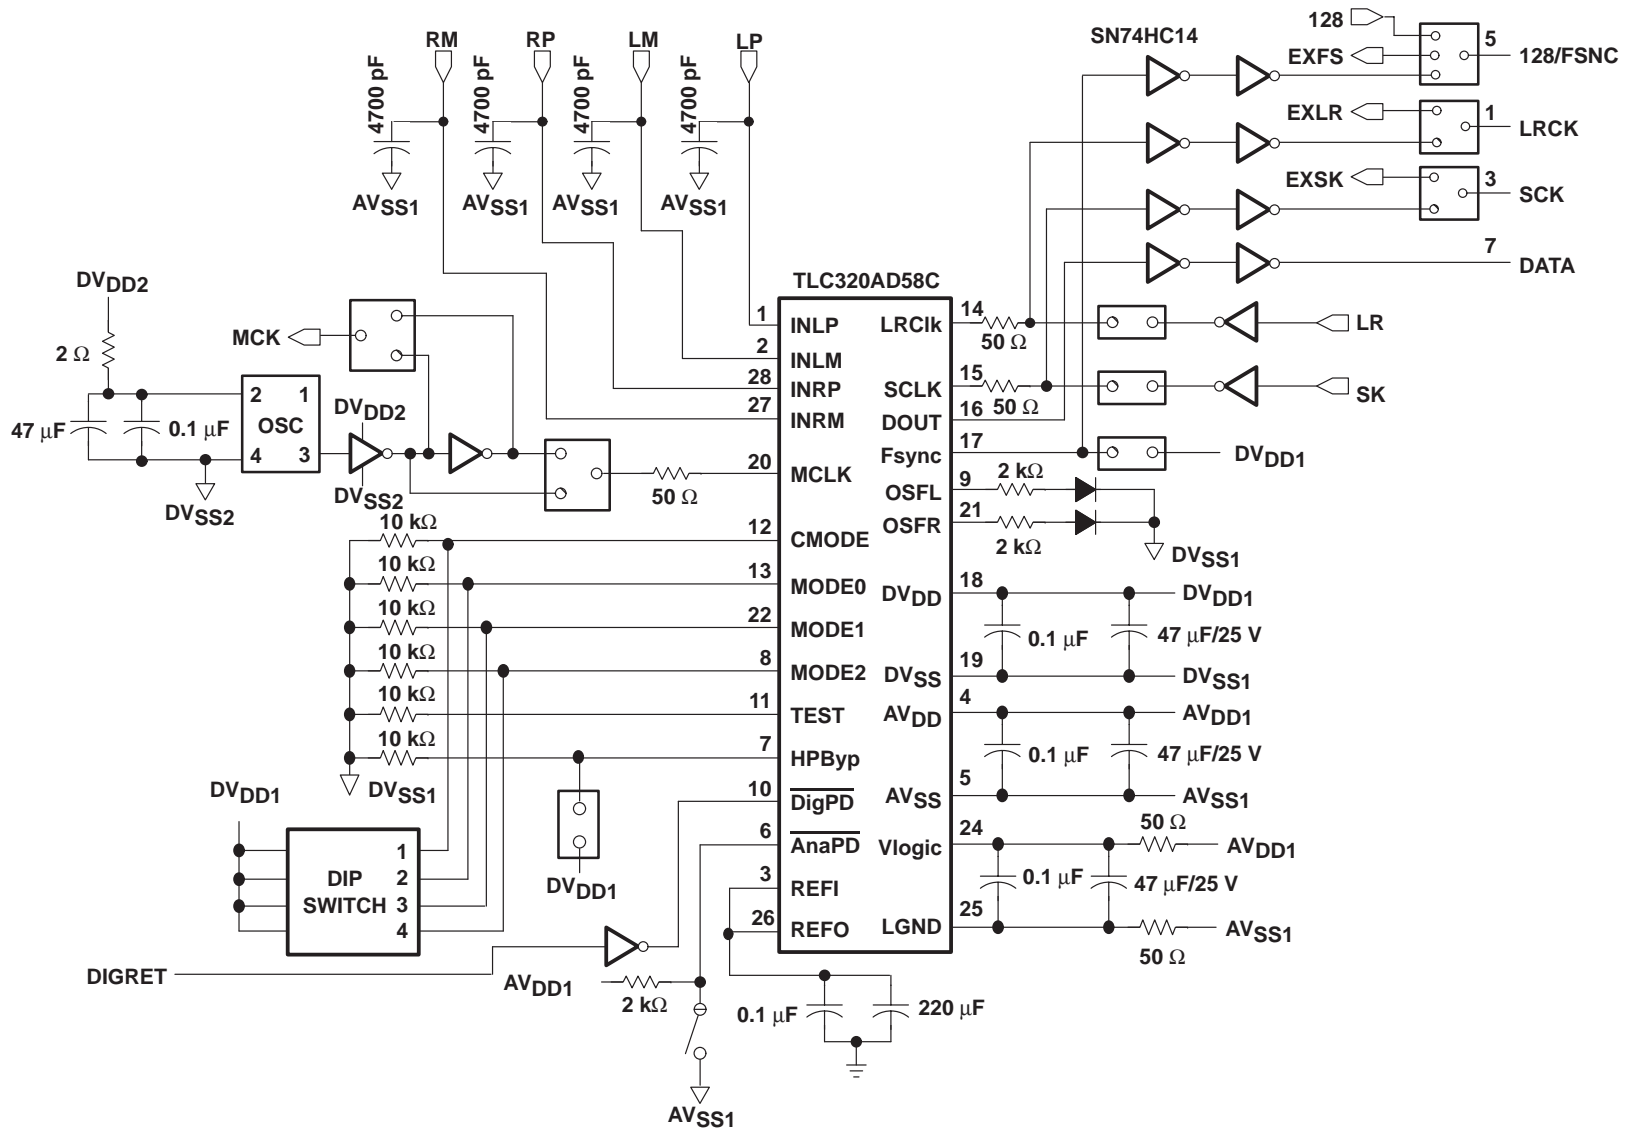 128
SN74HC14
5
EXFS
128/FSNC
RM
RP
LM
LP
4700 pF
4700 pF
4700 pF
4700 pF
EXLR
1
LRCK
EXSK
3
SCK
AVSS1
AVSS1
AVSS1
AVSS1
7
DATA
DVDD2
TLC320AD58C
1
INLP
LRClk
14
50 Ω
LR
MCK
2 Ω
2
INLM
28
INRP
SCLK
15
50 Ω
SK
27
INRM
DOUT
16
2
1
OSC
4
3
47 μF
0.1 μF
DVDD2
DVSS2
DVSS2
Fsync
17
DVDD1
20
MCLK
50 Ω
OSFL
9
2 kΩ
OSFR
21
2 kΩ
DVSS1
10 kΩ
12
CMODE
10 kΩ
13
MODE0
DVDD
18
DVDD1
10 kΩ
22
MODE1
0.1 μF
47 μF/25 V
10 kΩ
8
MODE2
DVSS
19
DVSS1
10 kΩ
11
TEST
AVDD
4
AVDD1
10 kΩ
7
HPByp
0.1 μF
47 μF/25 V
DVSS1
DVDD1
10
DigPD
AVSS
5
AVSS1
6
AnaPD
Vlogic
24
50 Ω
AVDD1
DIP
SWITCH
1
2
3
4
DVDD1
3
REFI
0.1 μF
47 μF/25 V
26
REFO
LGND
25
AVSS1
50 Ω
DIGRET
AVDD1
2 kΩ
0.1 μF
220 μF
AVSS1